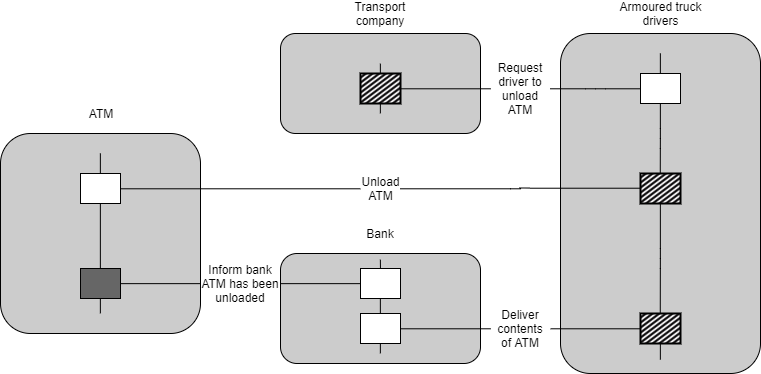 Transport
company
Armoured truck
drivers
Request
driver to
unload
ATM
ATM
Unload
ATM
Bank
Inform bank
ATM has been
unloaded
Deliver
contents
of ATM